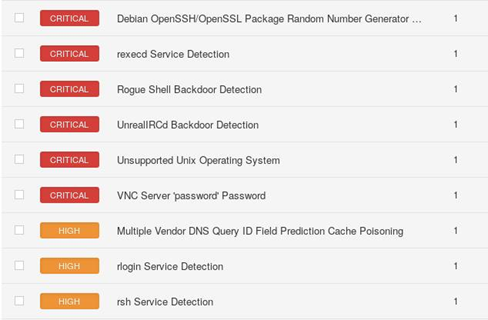 CRITICAL Debian OpenSSH/OpenSSL Package Random Number Generator ... 1
CRITICAL rexecd Service Detection 1
CRITICAL Rogue Shell Backdoor Detection 1
CRITICAL UnrealIRCd Backdoor Detection 1
CRITICAL Unsupported Unix Operating System 1
CRITICAL VNC Server 'password' Password 1
HIGH Multiple Vendor DNS Query ID Field Prediction Cache Poisoning 1
HIGH rlogin Service Detection 1
HIGH rsh Service Detection 1